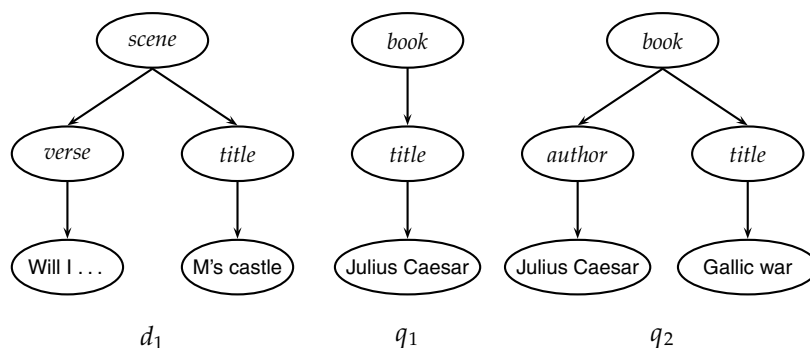 scene book book
verse title title author title
Will I . . . M's castle Julius Caesar Julius Caesar Gallic war
d1 q1 q2